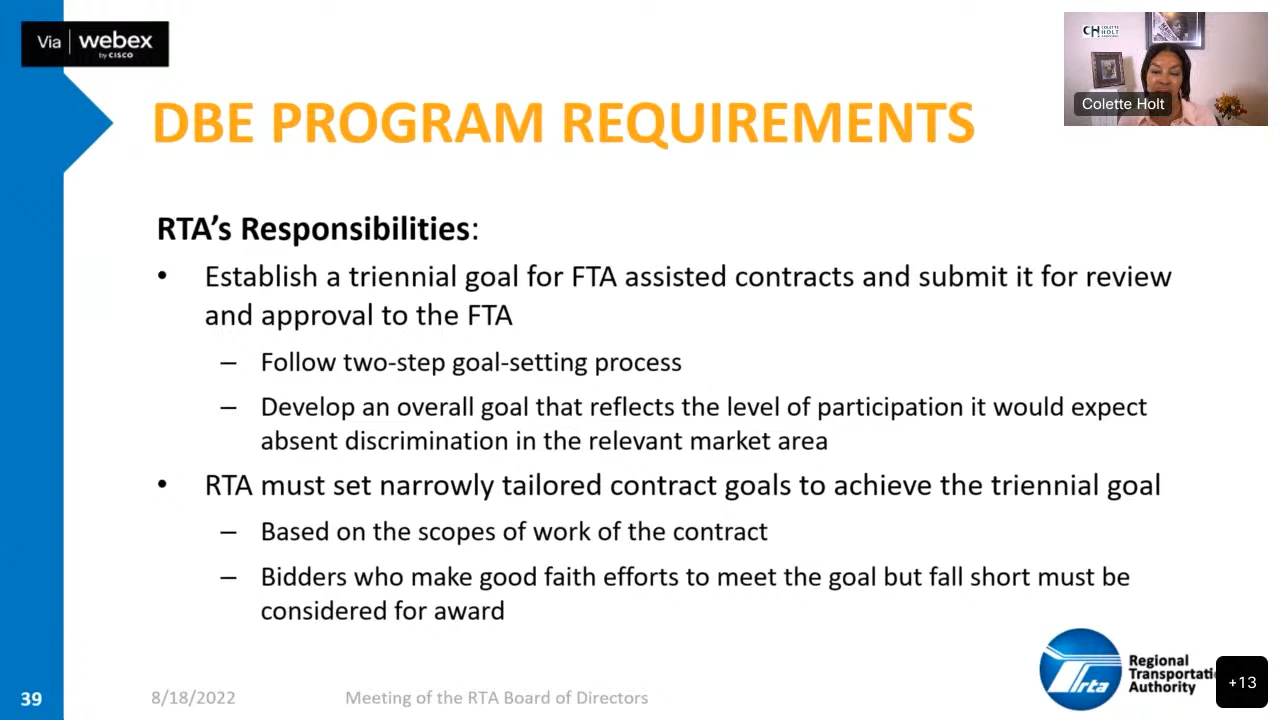 Via webex
by CISCO
CH COLETTE
HOLT
Colette Holt
DBE PROGRAM REQUIREMENTS
RTA’s Responsibilities:
• Establish a triennial goal for FTA assisted contracts and submit it for review
and approval to the FTA
– Follow two-step goal-setting process
– Develop an overall goal that reflects the level of participation it would expect
absent discrimination in the relevant market area
• RTA must set narrowly tailored contract goals to achieve the triennial goal
– Based on the scopes of work of the contract
– Bidders who make good faith efforts to meet the goal but fall short must be
considered for award
39
8/18/2022
Meeting of the RTA Board of Directors
rta
Regional
Transportati
Authority
+13